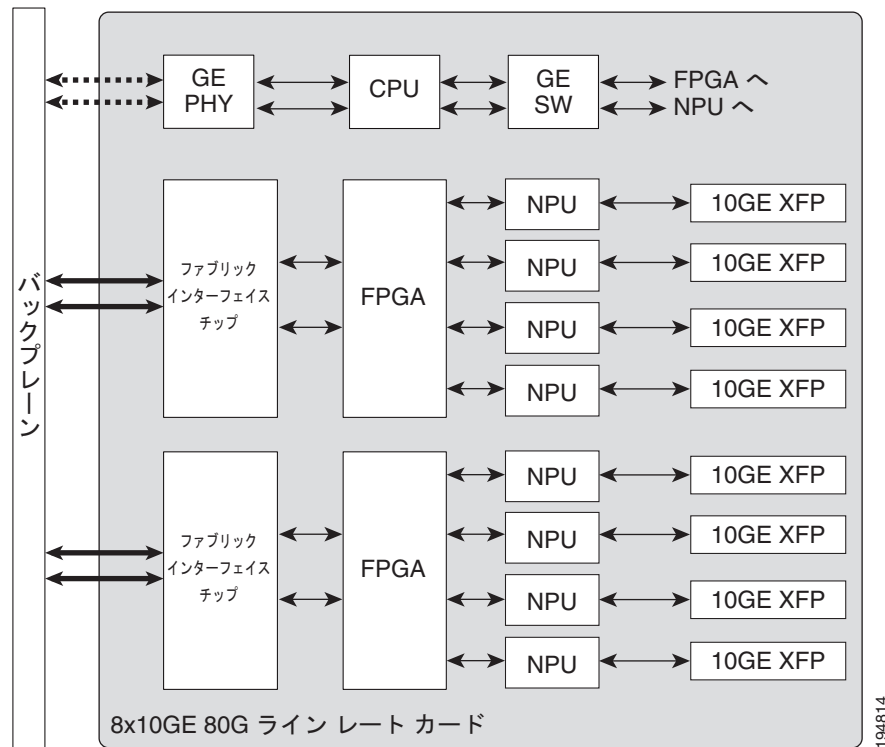 GE
PHY
CPU
GE
SW
FPGA へ
NPU へ
バックプレーン
ファブリック
インターフェイス
チップ
FPGA
NPU
10GE XFP
NPU
10GE XFP
NPU
10GE XFP
NPU
10GE XFP
ファブリック
インターフェイス
チップ
FPGA
NPU
10GE XFP
NPU
10GE XFP
NPU
10GE XFP
NPU
10GE XFP
8x10GE 80G ライン レート カード
194814